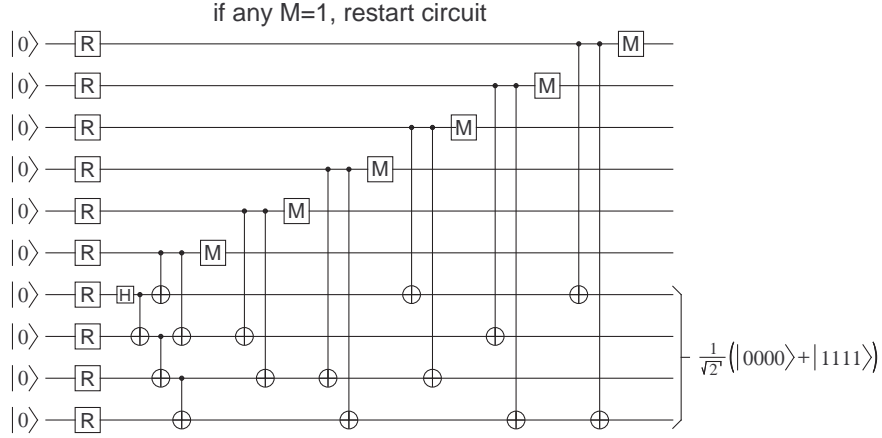 if any M=1, restart circuit
|0⟩ R M
|0⟩ R M
|0⟩ R M
|0⟩ R M
|0⟩ R M
|0⟩ R M
|0⟩ R H
|0⟩ R
|0⟩ R
|0⟩ R
1/√2 (|0000⟩+|1111⟩)